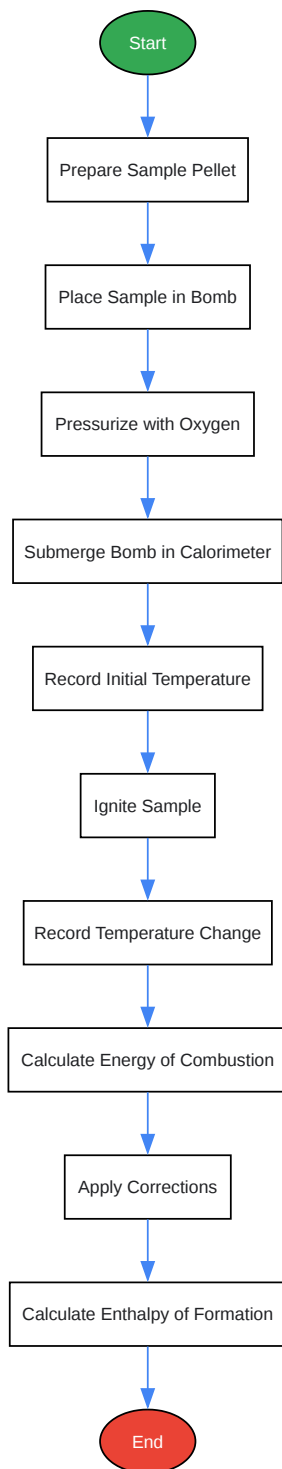 Start
Prepare Sample Pellet
Place Sample in Bomb
Pressurize with Oxygen
Submerge Bomb in Calorimeter
Record Initial Temperature
Ignite Sample
Record Temperature Change
Calculate Energy of Combustion
Apply Corrections
Calculate Enthalpy of Formation
End